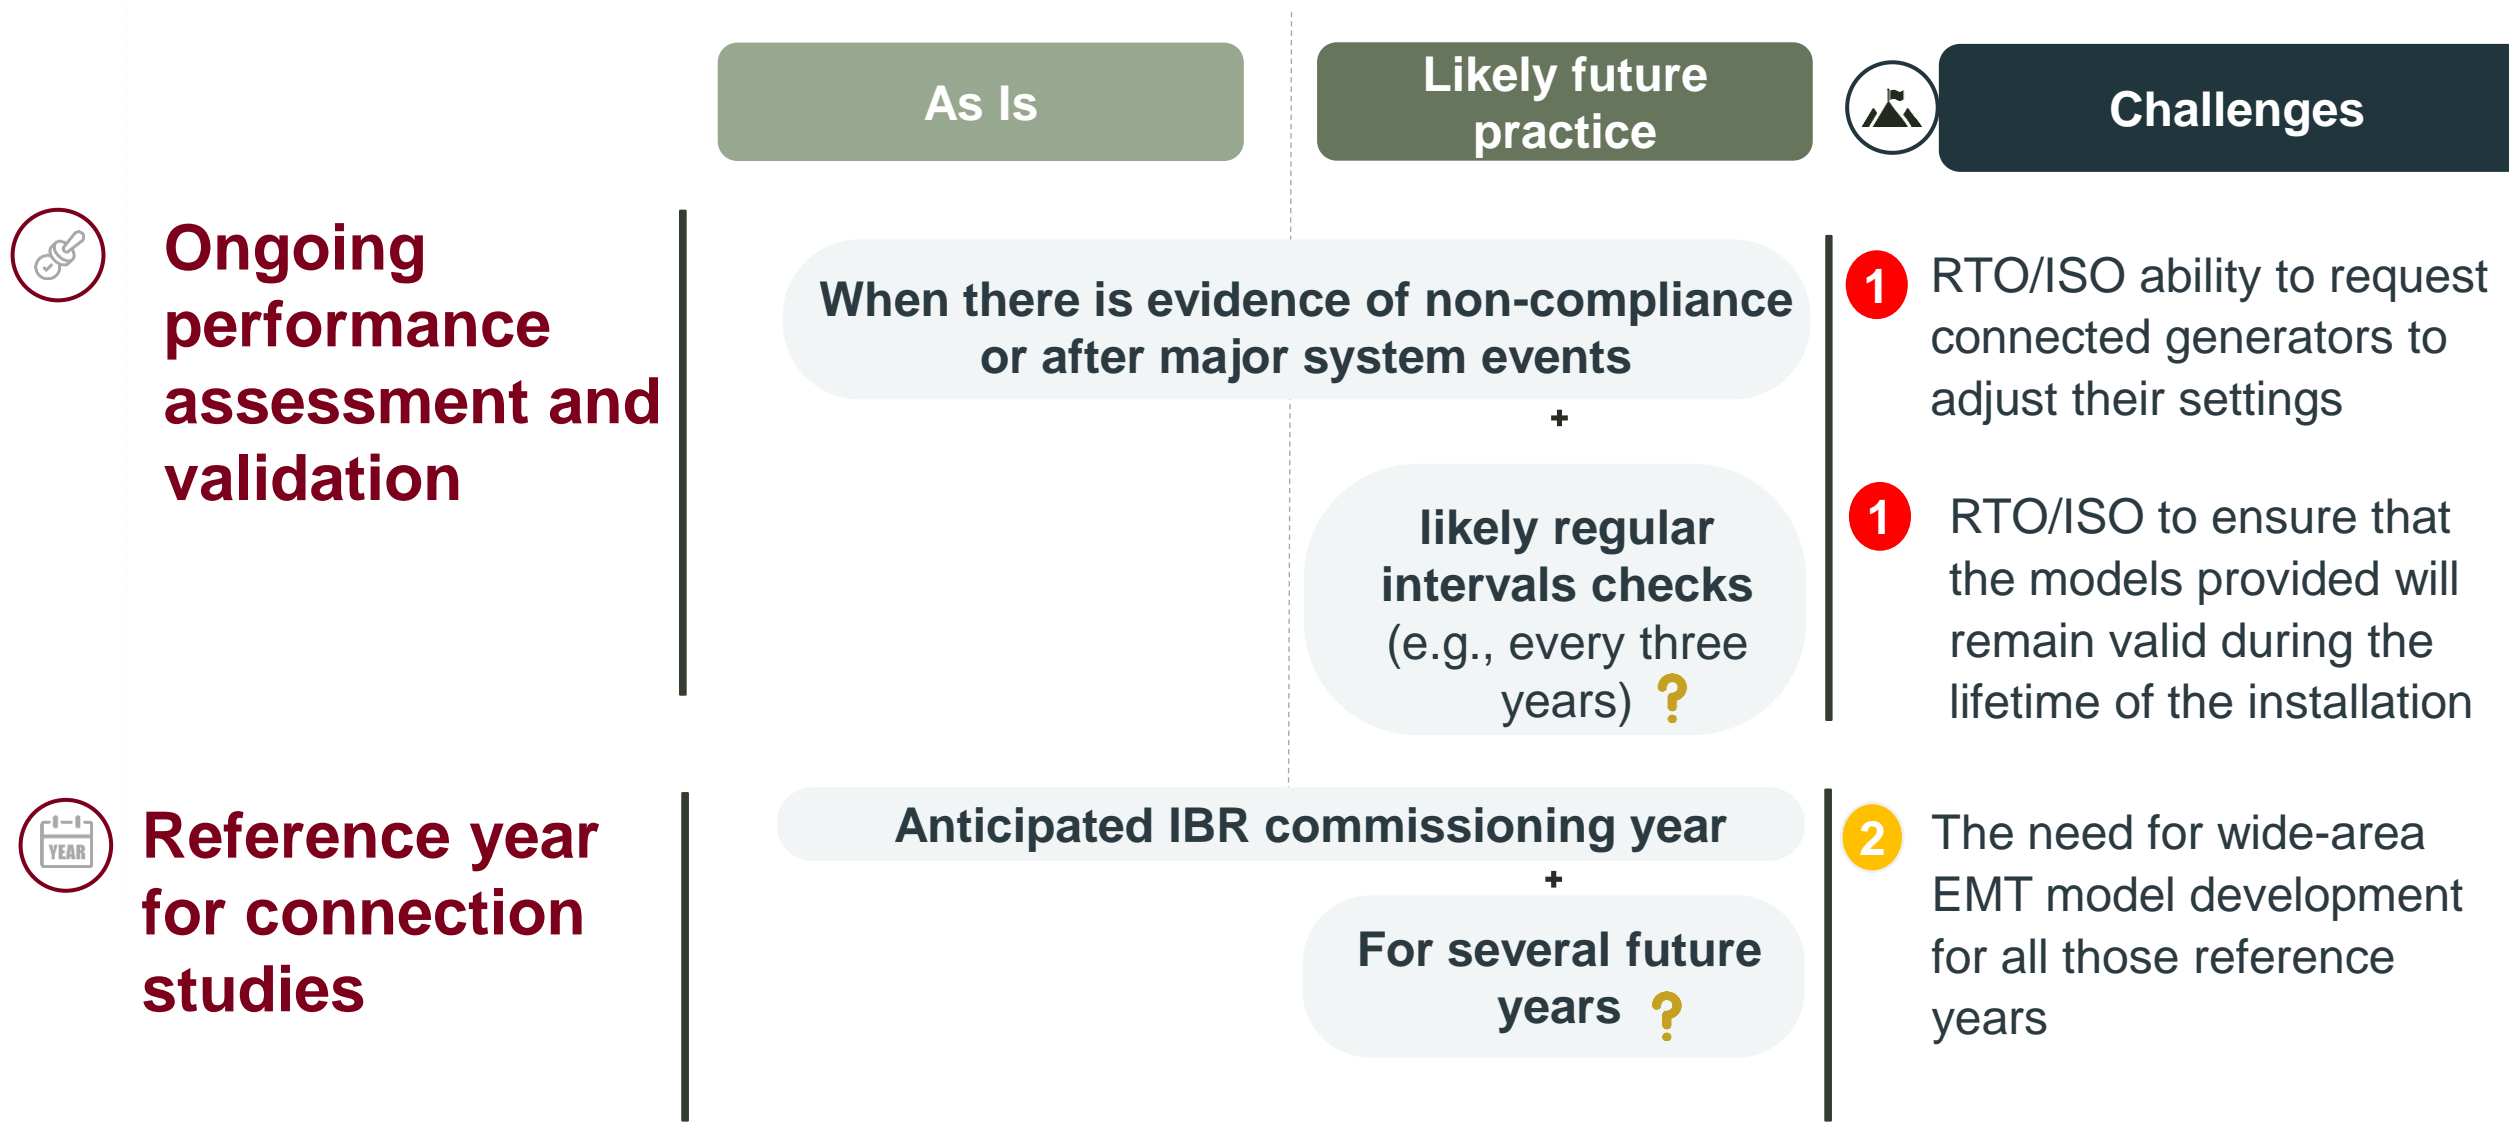 As Is
Likely future
practice
Challenges
Ongoing
performance
assessment and
validation
When there is evidence of non-compliance
or after major system events
+
likely regular
intervals checks
(e.g., every three
years) ?
1
RTO/ISO ability to request
connected generators to
adjust their settings
1
RTO/ISO to ensure that
the models provided will
remain valid during the
lifetime of the installation
YEAR
Reference year
for connection
studies
Anticipated IBR commissioning year
+
For several future
years ?
2
The need for wide-area
EMT model development
for all those reference
years